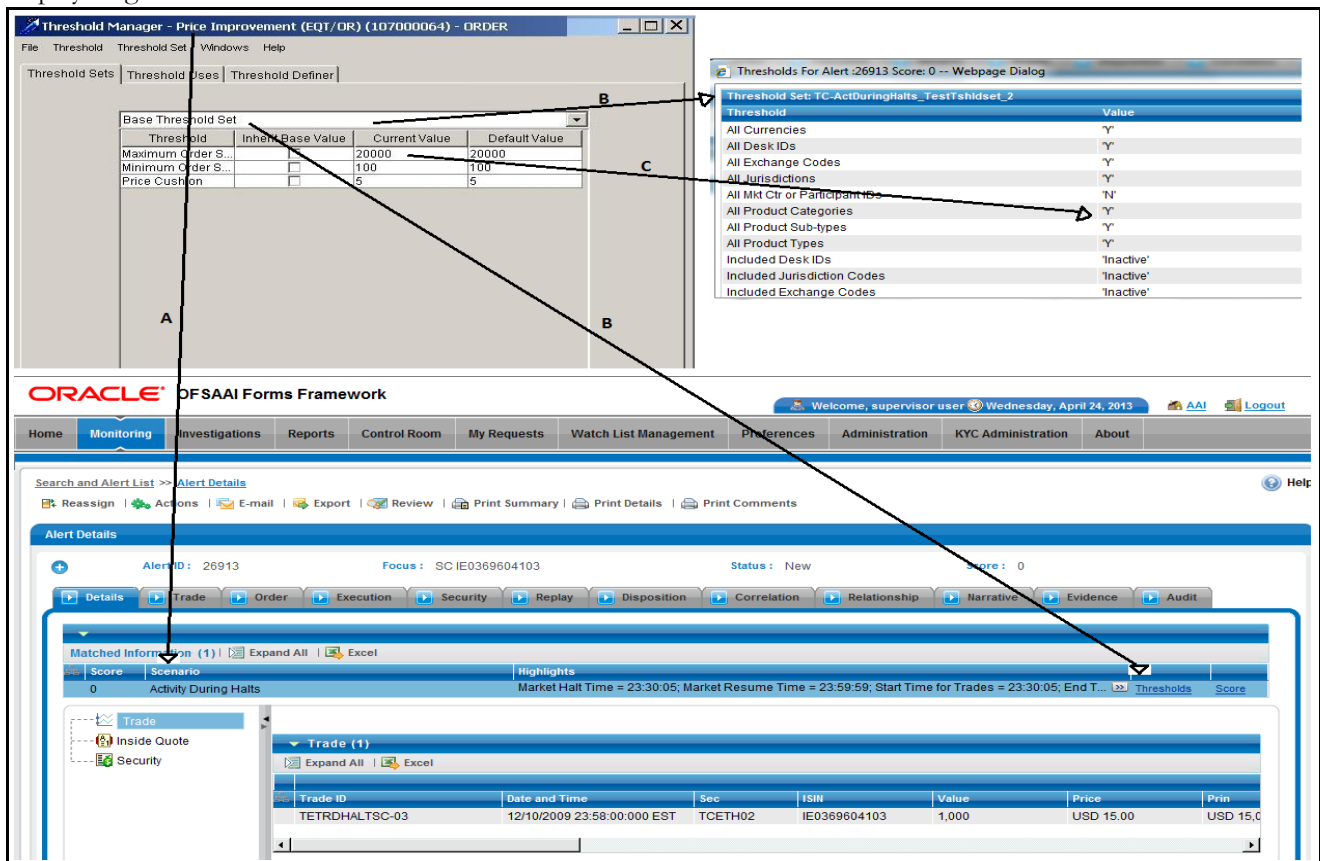 Threshold Manager - Price Improvement (EQT/OR) (107000064) - ORDER
File Threshold Threshold Set Windows Help
Threshold Sets Threshold Uses Threshold Definer
Base Threshold Set
Threshold Inherit Base Value Current Value Default Value
Maximum Order S... 20000 20000
Minimum Order S... 100 100
Price Cushion 5 5
B
C
A
B
Thresholds For Alert :26913 Score: 0 -- Webpage Dialog
Threshold Set: TC-ActDuringHalts_TestTshldset_2
Threshold Value
All Currencies 'Y'
All Desk IDs 'Y'
All Exchange Codes 'Y'
All Jurisdictions 'Y'
All Mkt Ctr or Participant IDs 'N'
All Product Categories 'Y'
All Product Sub-types 'Y'
All Product Types 'Y'
Included Desk IDs 'Inactive'
Included Jurisdiction Codes 'Inactive'
Included Exchange Codes 'Inactive'
ORACLE OFSAAI Forms Framework
Welcome, supervisor user Wednesday, April 24, 2013 AAI Logout
Home Monitoring Investigations Reports Control Room My Requests Watch List Management Preferences Administration KYC Administration About
Search and Alert List >> Alert Details Help
Reassign | Actions | E-mail | Export | Review | Print Summary | Print Details | Print Comments
Alert Details
Alert ID : 26913 Focus : SC IE0369604103 Status : New Score : 0
Details Trade Order Execution Security Replay Disposition Correlation Relationship Narrative Evidence Audit
Matched Information (1) | Expand All | Excel
Score Scenario Highlights
0 Activity During Halts Market Halt Time = 23:30:05; Market Resume Time = 23:59:59; Start Time for Trades = 23:30:05; End T... >> Thresholds Score
Trade
Inside Quote
Security
Trade (1)
Expand All | Excel
Trade ID Date and Time Sec ISIN Value Price Prin
TETRDHALTSC-03 12/10/2009 23:58:00:000 EST TCETH02 IE0369604103 1,000 USD 15.00 USD 15,0